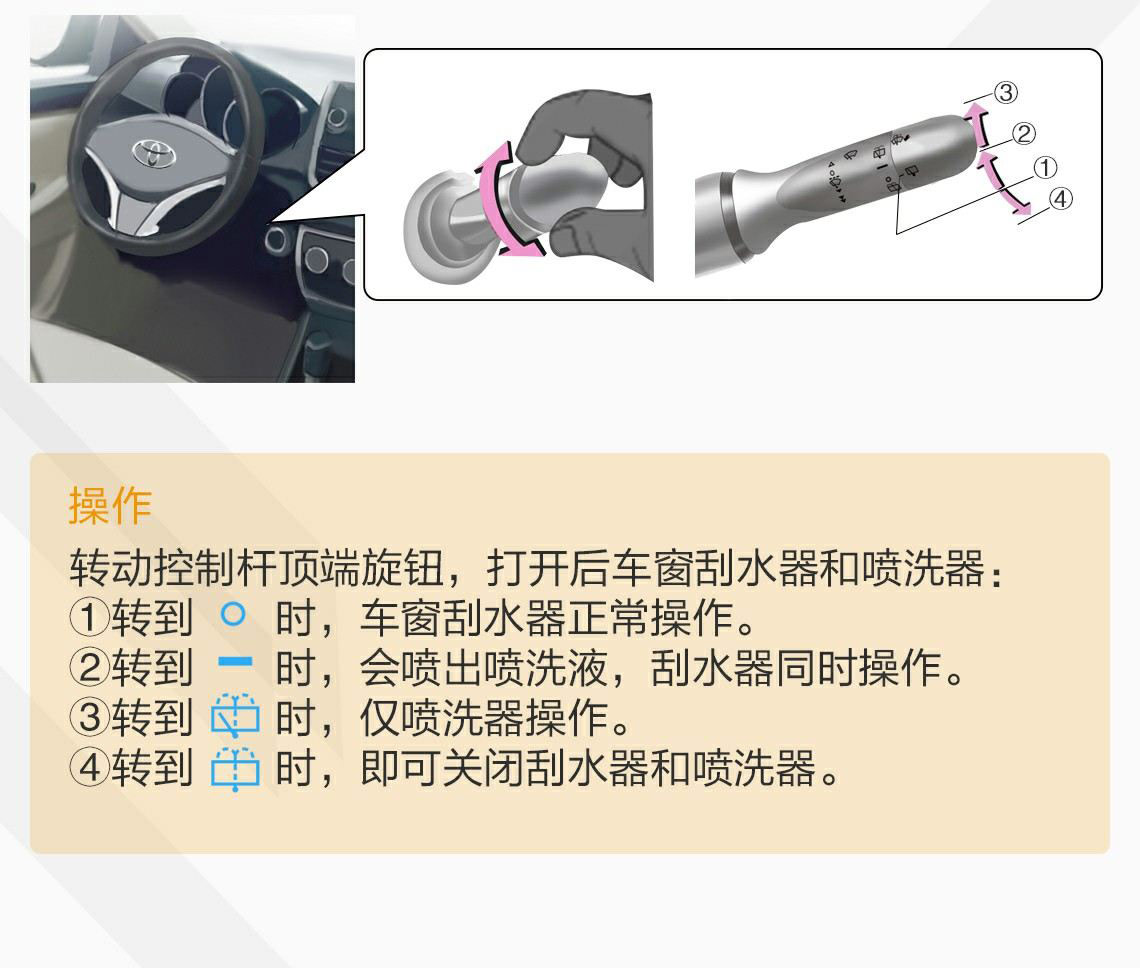 ③
②
①
④
操作
转动控制杆顶端旋钮，打开后车窗刮水器和喷洗器：
①转到 ○ 时，车窗刮水器正常操作。
②转到 ━ 时，会喷出喷洗液，刮水器同时操作。
③转到 时，仅喷洗器操作。
④转到 时，即可关闭刮水器和喷洗器。